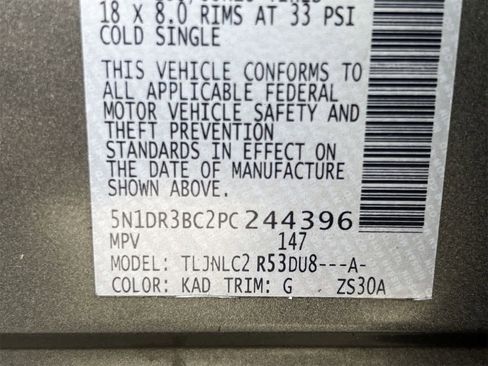 18 X 8.0 RIMS AT 33 PSI
COLD SINGLE
THIS VEHICLE CONFORMS TO
ALL APPLICABLE FEDERAL
MOTOR VEHICLE SAFETY AND
THEFT PREVENTION
STANDARDS IN EFFECT ON
THE DATE OF MANUFACTURE
SHOWN ABOVE.
5N1DR3BC2PC244396
MPV 147
MODEL: TLJNLC2 R53DU8---A-
COLOR: KAD TRIM: G ZS30A